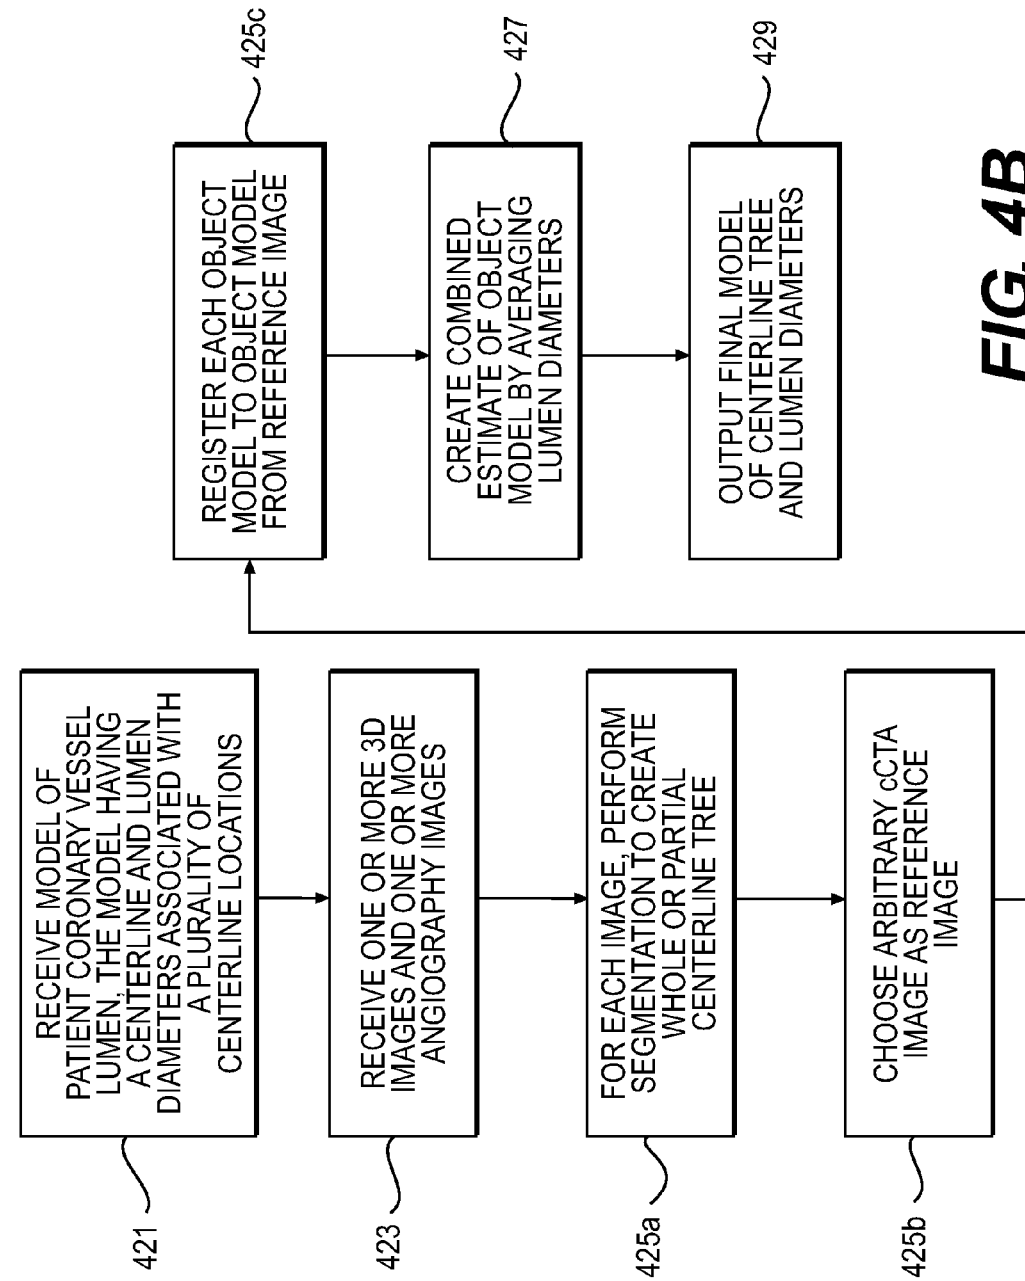 RECEIVE MODEL OF
PATIENT CORONARY VESSEL
LUMEN, THE MODEL HAVING
A CENTERLINE AND LUMEN
DIAMETERS ASSOCIATED WITH
A PLURALITY OF
CENTERLINE LOCATIONS
421
RECEIVE ONE OR MORE 3D
IMAGES AND ONE OR MORE
ANGIOGRAPHY IMAGES
423
FOR EACH IMAGE, PERFORM
SEGMENTATION TO CREATE
WHOLE OR PARTIAL
CENTERLINE TREE
425a
CHOOSE ARBITRARY cCTA
IMAGE AS REFERENCE
IMAGE
425b
REGISTER EACH OBJECT
MODEL TO OBJECT MODEL
FROM REFERENCE IMAGE
425c
CREATE COMBINED
ESTIMATE OF OBJECT
MODEL BY AVERAGING
LUMEN DIAMETERS
427
OUTPUT FINAL MODEL
OF CENTERLINE TREE
AND LUMEN DIAMETERS
429
FIG. 4B